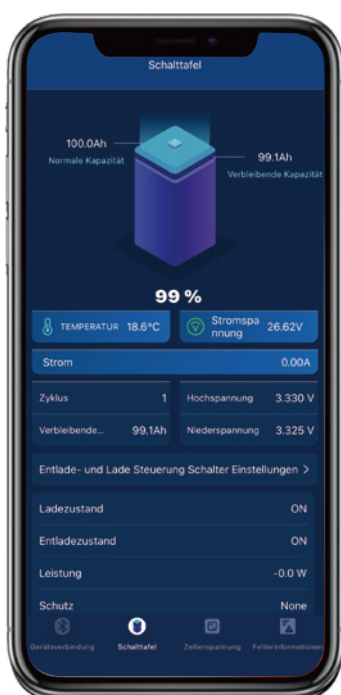 Schalttafel
100.0Ah
Normale Kapazität
99.1Ah
Verbleibende Kapazität
99 %
TEMPERATUR 18.6°C
Stromspa
nnung 26.62V
Strom 0.00A
Zyklus 1
Hochspannung 3.330 V
Verbleibende... 99.1Ah
Niederspannung 3.325 V
Entlade- und Lade Steuerung Schalter Einstellungen >
Ladezustand ON
Entladezustand ON
Leistung -0.0 W
Schutz None
Geräteverbindung
Schalttafel
Zellenspannung
Fehlerinformationen